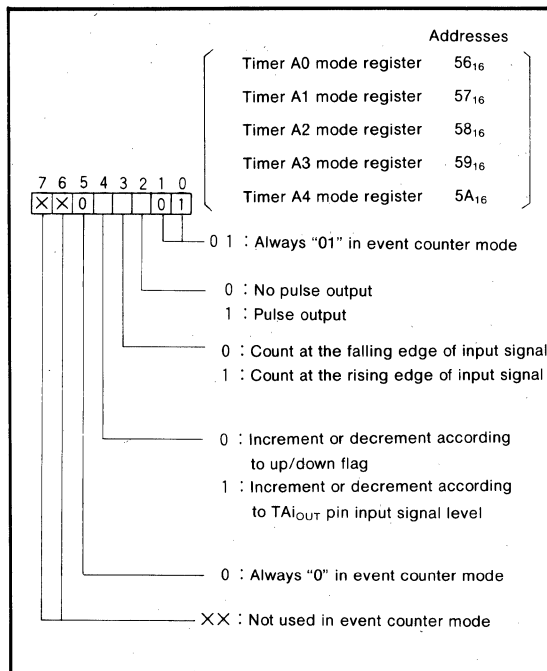 Addresses
Timer A0 mode register 56₁₆
Timer A1 mode register 57₁₆
Timer A2 mode register 58₁₆
Timer A3 mode register 59₁₆
Timer A4 mode register 5A₁₆
7 6 5 4 3 2 1 0
× × 0 0 1
0 1 : Always "01" in event counter mode
0 : No pulse output
1 : Pulse output
0 : Count at the falling edge of input signal
1 : Count at the rising edge of input signal
0 : Increment or decrement according
to up/down flag
1 : Increment or decrement according
to TAiOUT pin input signal level
0 : Always "0" in event counter mode
×× : Not used in event counter mode